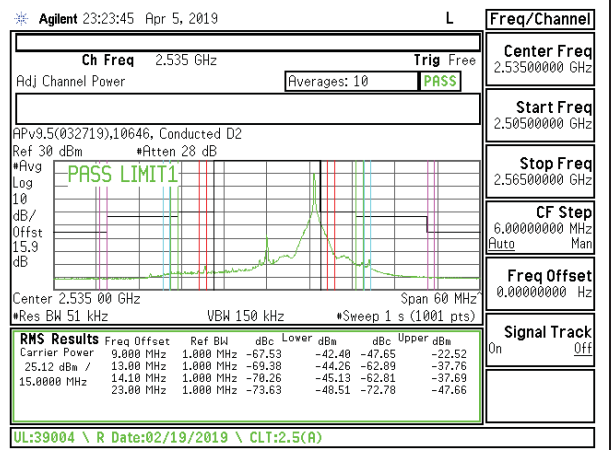 Agilent 23:23:45 Apr 5, 2019 L
Freq/Channel
Ch Freq 2.535 GHz Trig Free
Adj Channel Power Averages: 10 PASS
APv9.5(032719),10646, Conducted D2
Ref 30 dBm #Atten 28 dB
#Avg
Log
10
dB/
Offst
15.9
dB
PASS LIMIT1
Center 2.535 00 GHz Span 60 MHz^
#Res BW 51 kHz VBW 150 kHz #Sweep 1 s (1001 pts)
RMS Results Freq Offset Ref BW dBc Lower dBm dBc Upper dBm
Carrier Power 9.000 MHz 1.000 MHz -67.53 -42.40 -47.65 -22.52
25.12 dBm / 13.00 MHz 1.000 MHz -69.38 -44.26 -62.89 -37.76
15.0000 MHz 14.10 MHz 1.000 MHz -70.26 -45.13 -62.81 -37.69
23.00 MHz 1.000 MHz -73.63 -48.51 -72.78 -47.66
UL:39004 \ R Date:02/19/2019 \ CLT:2.5(A)
Center Freq
2.53500000 GHz
Start Freq
2.50500000 GHz
Stop Freq
2.56500000 GHz
CF Step
6.00000000 MHz
Auto Man
Freq Offset
0.00000000 Hz
Signal Track
On Off